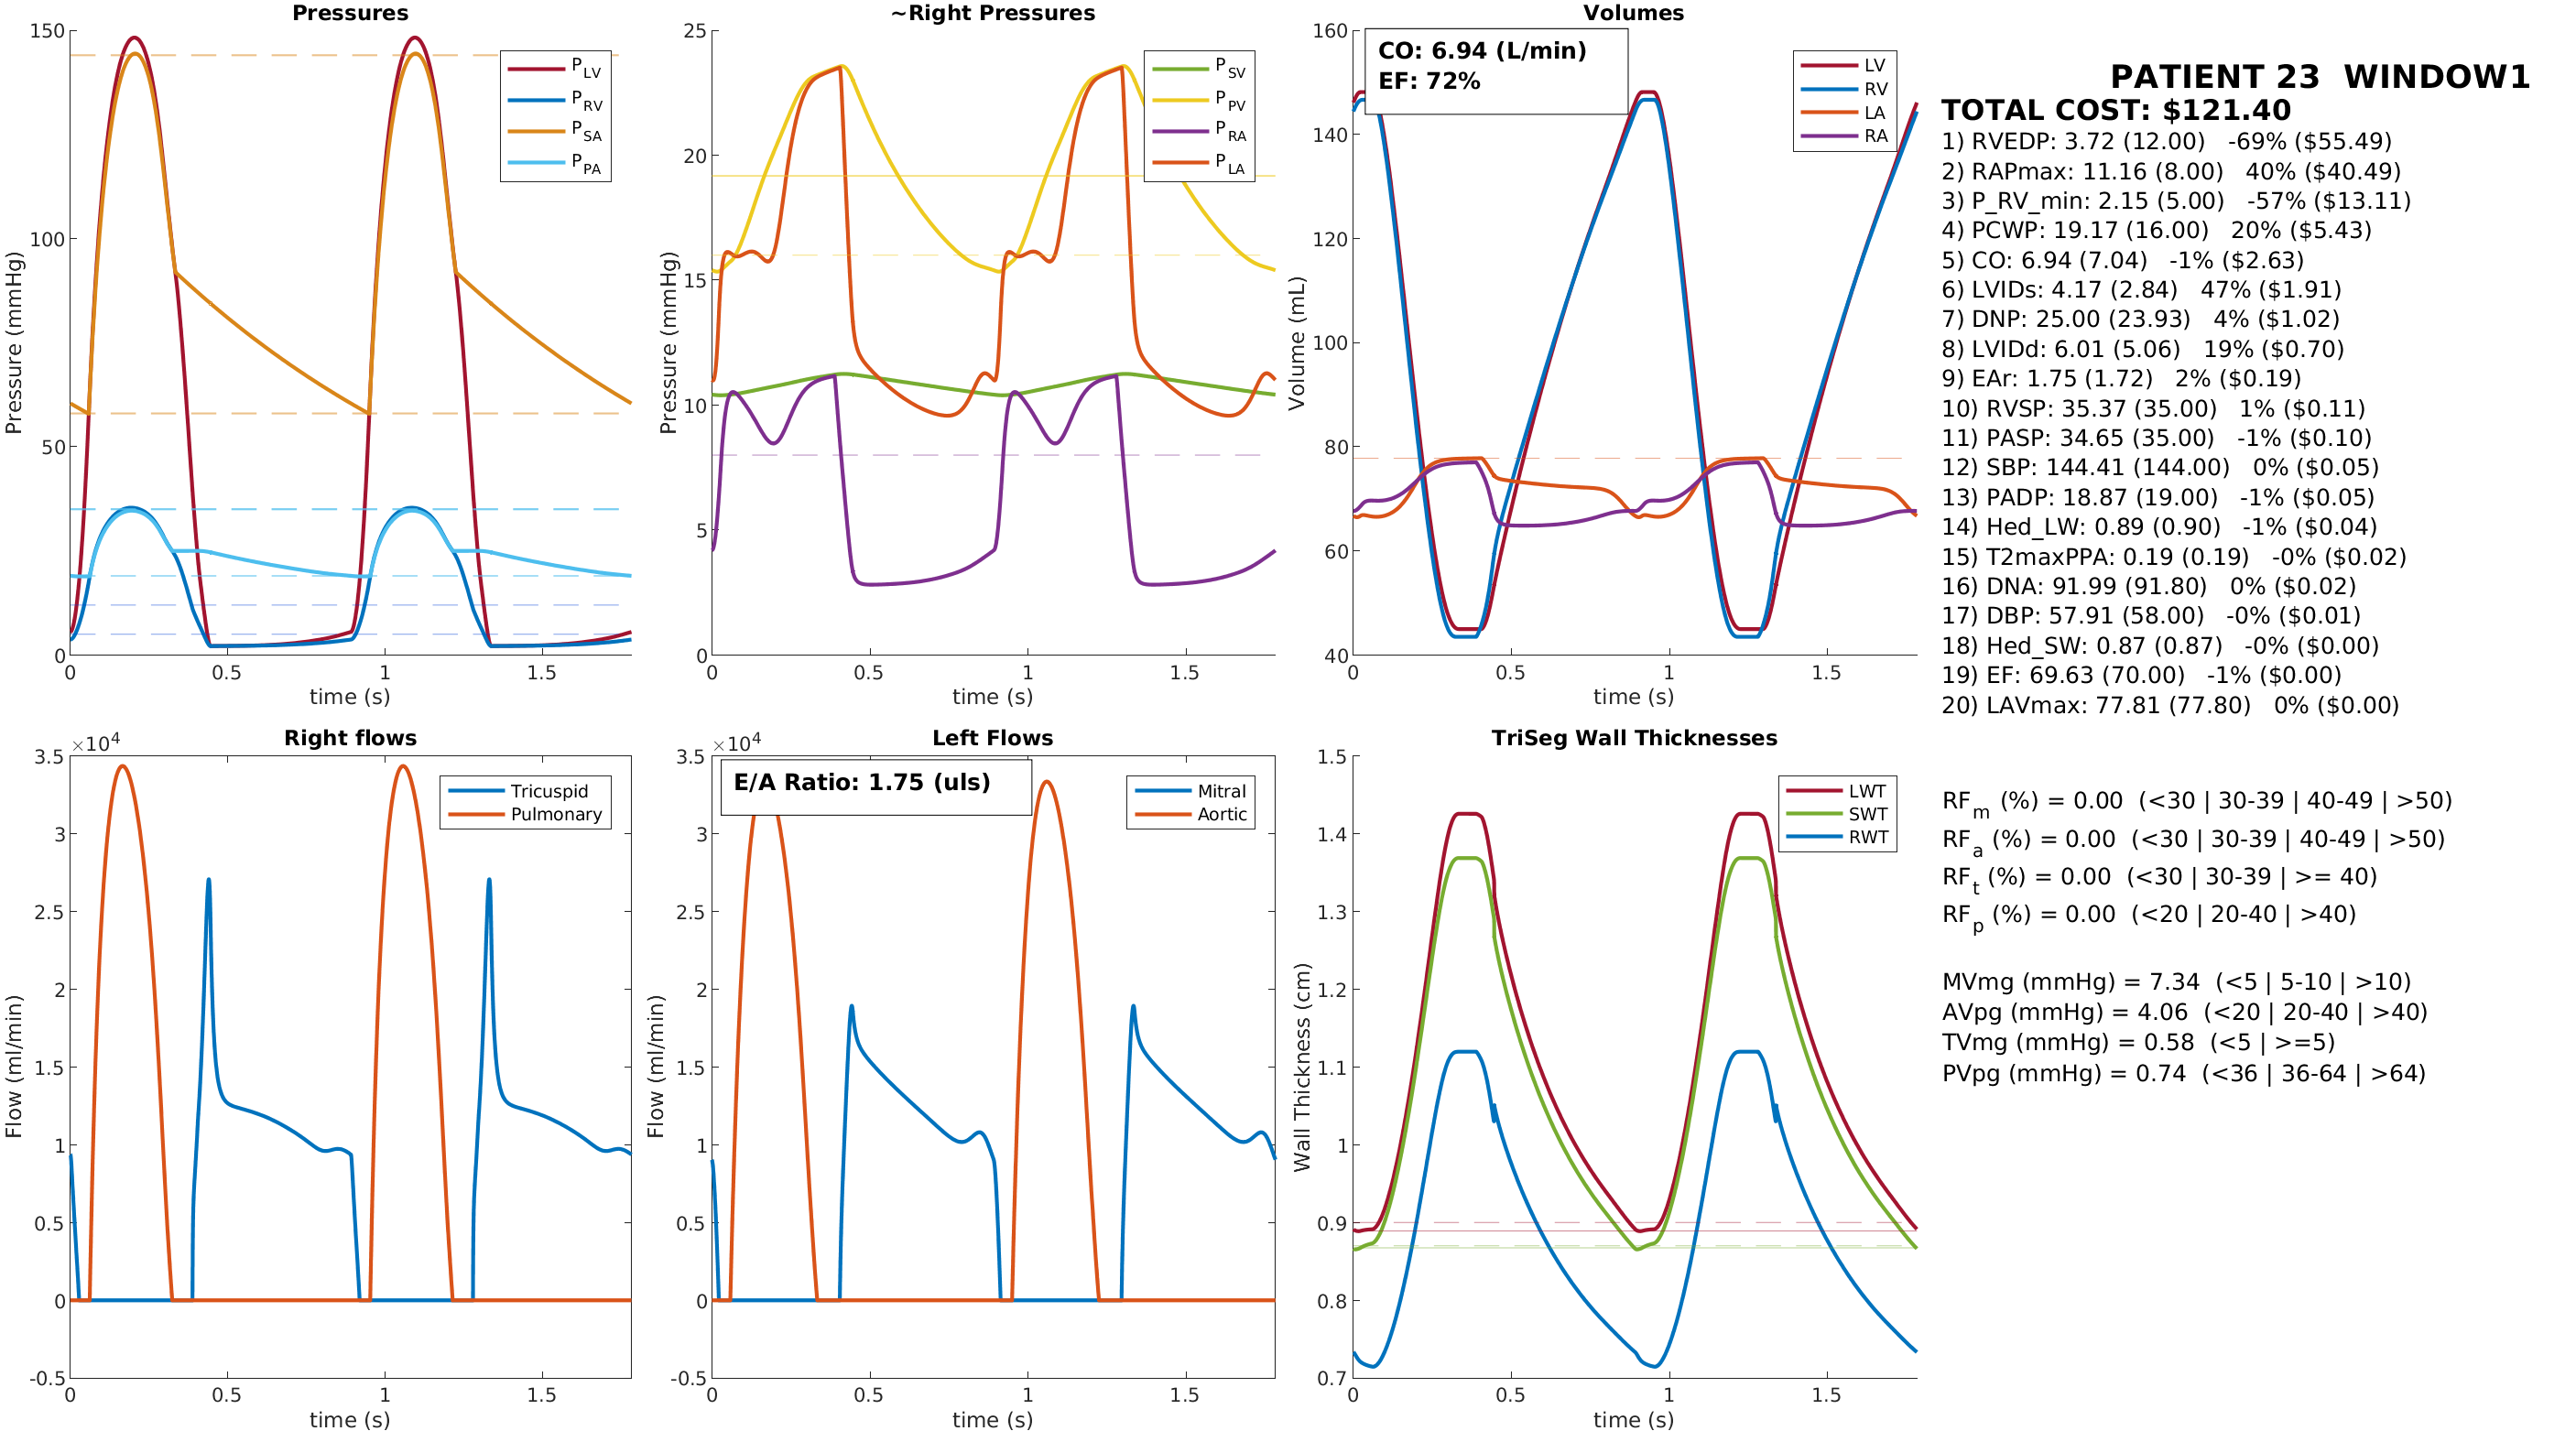 Pressures
150
100
50
0
0
0.5
1
1.5
Pressure (mmHg)
time (s)
PLV
PRV
PSA
PPA
~Right Pressures
25
20
15
10
5
0
0
0.5
1
1.5
Pressure (mmHg)
time (s)
PSV
PPV
PRA
PLA
Volumes
160
140
120
100
80
60
40
0
0.5
1
1.5
Volume (mL)
time (s)
CO: 6.94 (L/min)
EF: 72%
LV
RV
LA
RA
PATIENT 23 WINDOW1
TOTAL COST: $121.40
1) RVEDP: 3.72 (12.00) -69% ($55.49)
2) RAPmax: 11.16 (8.00) 40% ($40.49)
3) P_RV_min: 2.15 (5.00) -57% ($13.11)
4) PCWP: 19.17 (16.00) 20% ($5.43)
5) CO: 6.94 (7.04) -1% ($2.63)
6) LVIDs: 4.17 (2.84) 47% ($1.91)
7) DNP: 25.00 (23.93) 4% ($1.02)
8) LVIDd: 6.01 (5.06) 19% ($0.70)
9) EAr: 1.75 (1.72) 2% ($0.19)
10) RVSP: 35.37 (35.00) 1% ($0.11)
11) PASP: 34.65 (35.00) -1% ($0.10)
12) SBP: 144.41 (144.00) 0% ($0.05)
13) PADP: 18.87 (19.00) -1% ($0.05)
14) Hed_LW: 0.89 (0.90) -1% ($0.04)
15) T2maxPPA: 0.19 (0.19) -0% ($0.02)
16) DNA: 91.99 (91.80) 0% ($0.02)
17) DBP: 57.91 (58.00) -0% ($0.01)
18) Hed_SW: 0.87 (0.87) -0% ($0.00)
19) EF: 69.63 (70.00) -1% ($0.00)
20) LAVmax: 77.81 (77.80) 0% ($0.00)
Right flows
×10^4
3.5
3
2.5
2
1.5
1
0.5
0
-0.5
0
0.5
1
1.5
Flow (ml/min)
time (s)
Tricuspid
Pulmonary
Left Flows
×10^4
3.5
3
2.5
2
1.5
1
0.5
0
-0.5
0
0.5
1
1.5
Flow (ml/min)
time (s)
E/A Ratio: 1.75 (uls)
Mitral
Aortic
TriSeg Wall Thicknesses
1.5
1.4
1.3
1.2
1.1
1
0.9
0.8
0.7
0
0.5
1
1.5
Wall Thickness (cm)
time (s)
LWT
SWT
RWT
RFm (%) = 0.00 (<30 | 30-39 | 40-49 | >50)
RFa (%) = 0.00 (<30 | 30-39 | 40-49 | >50)
RFt (%) = 0.00 (<30 | 30-39 | >= 40)
RFp (%) = 0.00 (<20 | 20-40 | >40)
MVmg (mmHg) = 7.34 (<5 | 5-10 | >10)
AVpg (mmHg) = 4.06 (<20 | 20-40 | >40)
TVmg (mmHg) = 0.58 (<5 | >=5)
PVpg (mmHg) = 0.74 (<36 | 36-64 | >64)